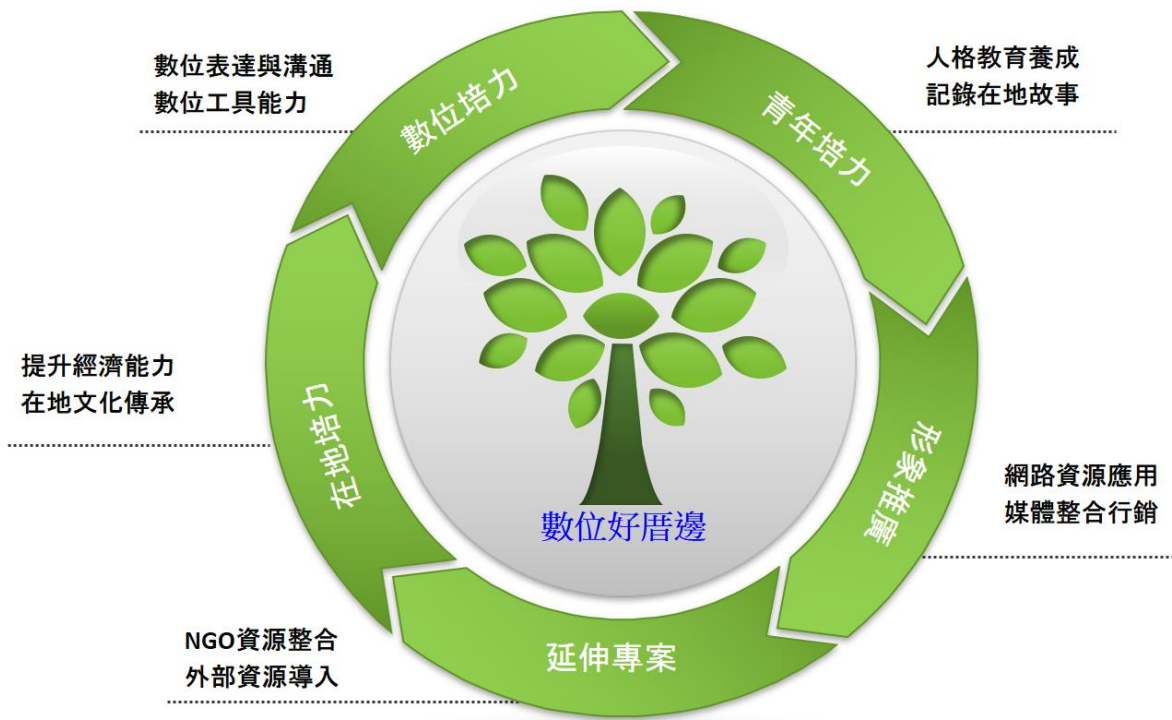 數位表達與溝通
數位工具能力
數位培力
人格教育養成
記錄在地故事
青年培力
提升經濟能力
在地文化傳承
在地培力
數位好厝邊
形象推廣
網路資源應用
媒體整合行銷
NGO資源整合
外部資源導入
延伸專案